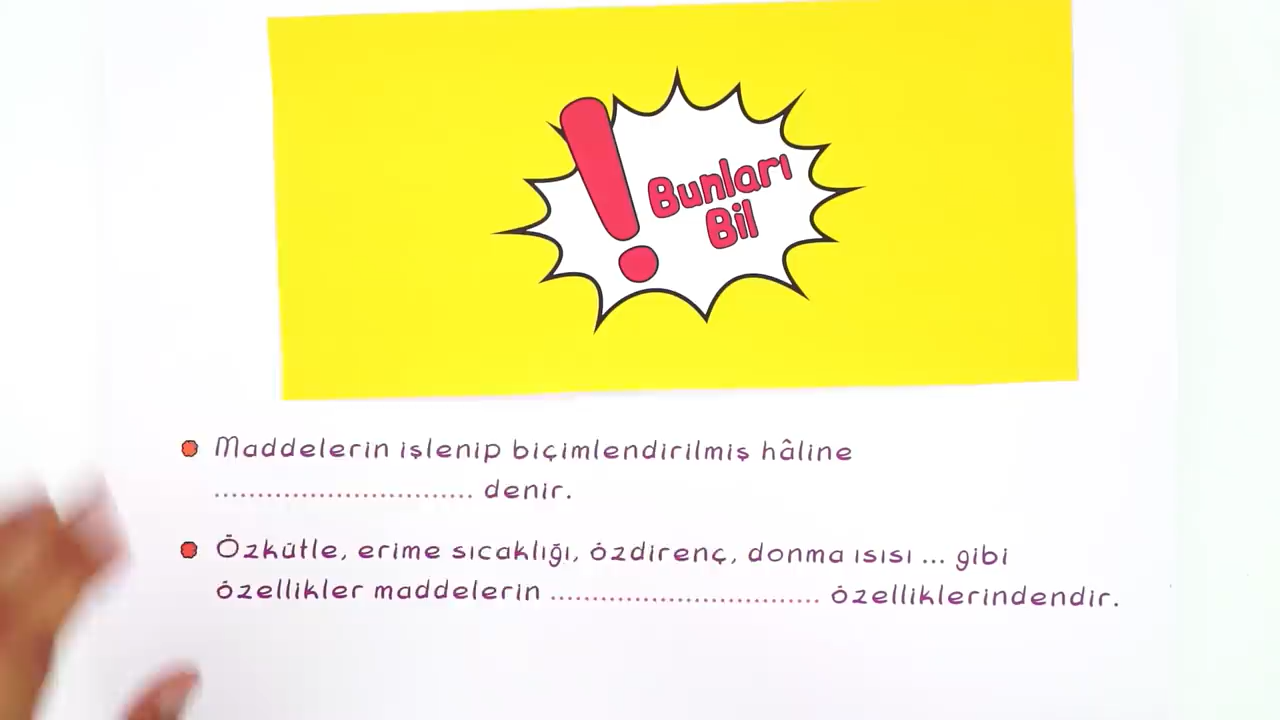 Bunları
Bil
Maddelerin işlenip biçimlendirilmiş hâline
.............................. denir.
Özkütle, erime sıcaklığı, özdirenç, donma ısısı ... gibi
özellikler maddelerin ............................... özelliklerindendir.